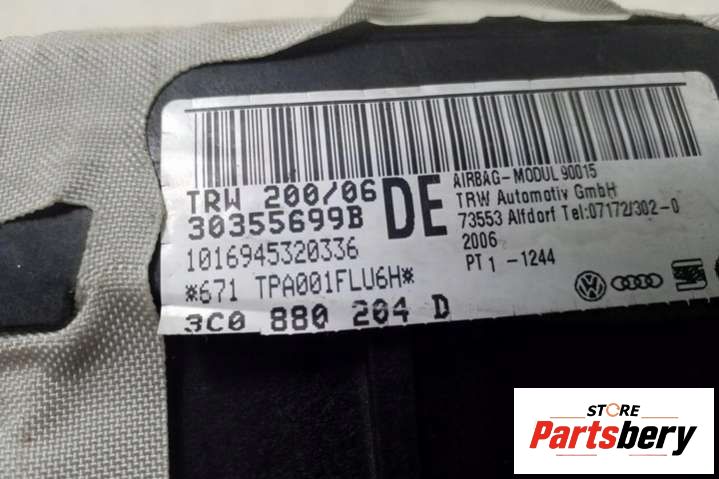 TRW 200/06
30355699B
DE
1016945320336
*671 TPA001FLU6H*
3C0 880 204 D
AIRBAG-MODUL 90015
TRW Automotiv GmbH
73553 Alfdorf Tel:07172/302-0
2006
PT 1 -1244
STORE
Partsbery